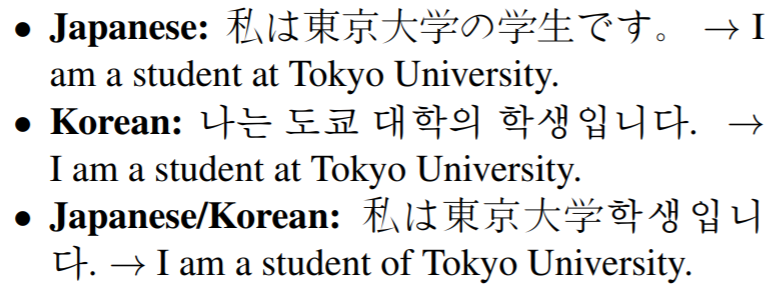 • Japanese: 私は東京大学の学生です。 → I
am a student at Tokyo University.
• Korean: 나는 도쿄 대학의 학생입니다. →
I am a student at Tokyo University.
• Japanese/Korean: 私は東京大学학생입니
다. → I am a student of Tokyo University.